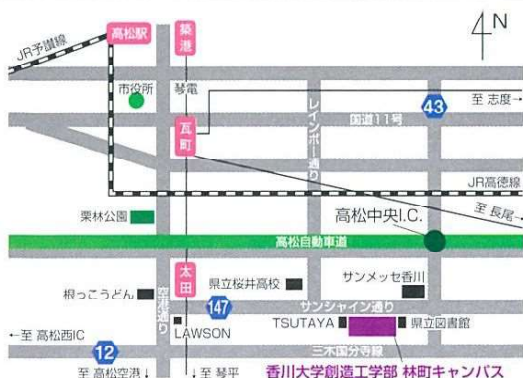 高松駅
築港
N
JR予讃線
市役所
琴電
至 志度→
43
国道11号
レインボー通り
瓦町
JR高徳線
至 長尾→
栗林公園
高松中央I.C.
高松自動車道
太田
県立桜井高校
サンメッセ香川
根っこうどん
空港通り
147
サンシャイン通り
LAWSON
TSUTAYA
県立図書館
←至 高松西IC
12
三木国分寺線
至 高松空港↓
↓至 琴平
香川大学創造工学部 林町キャンパス